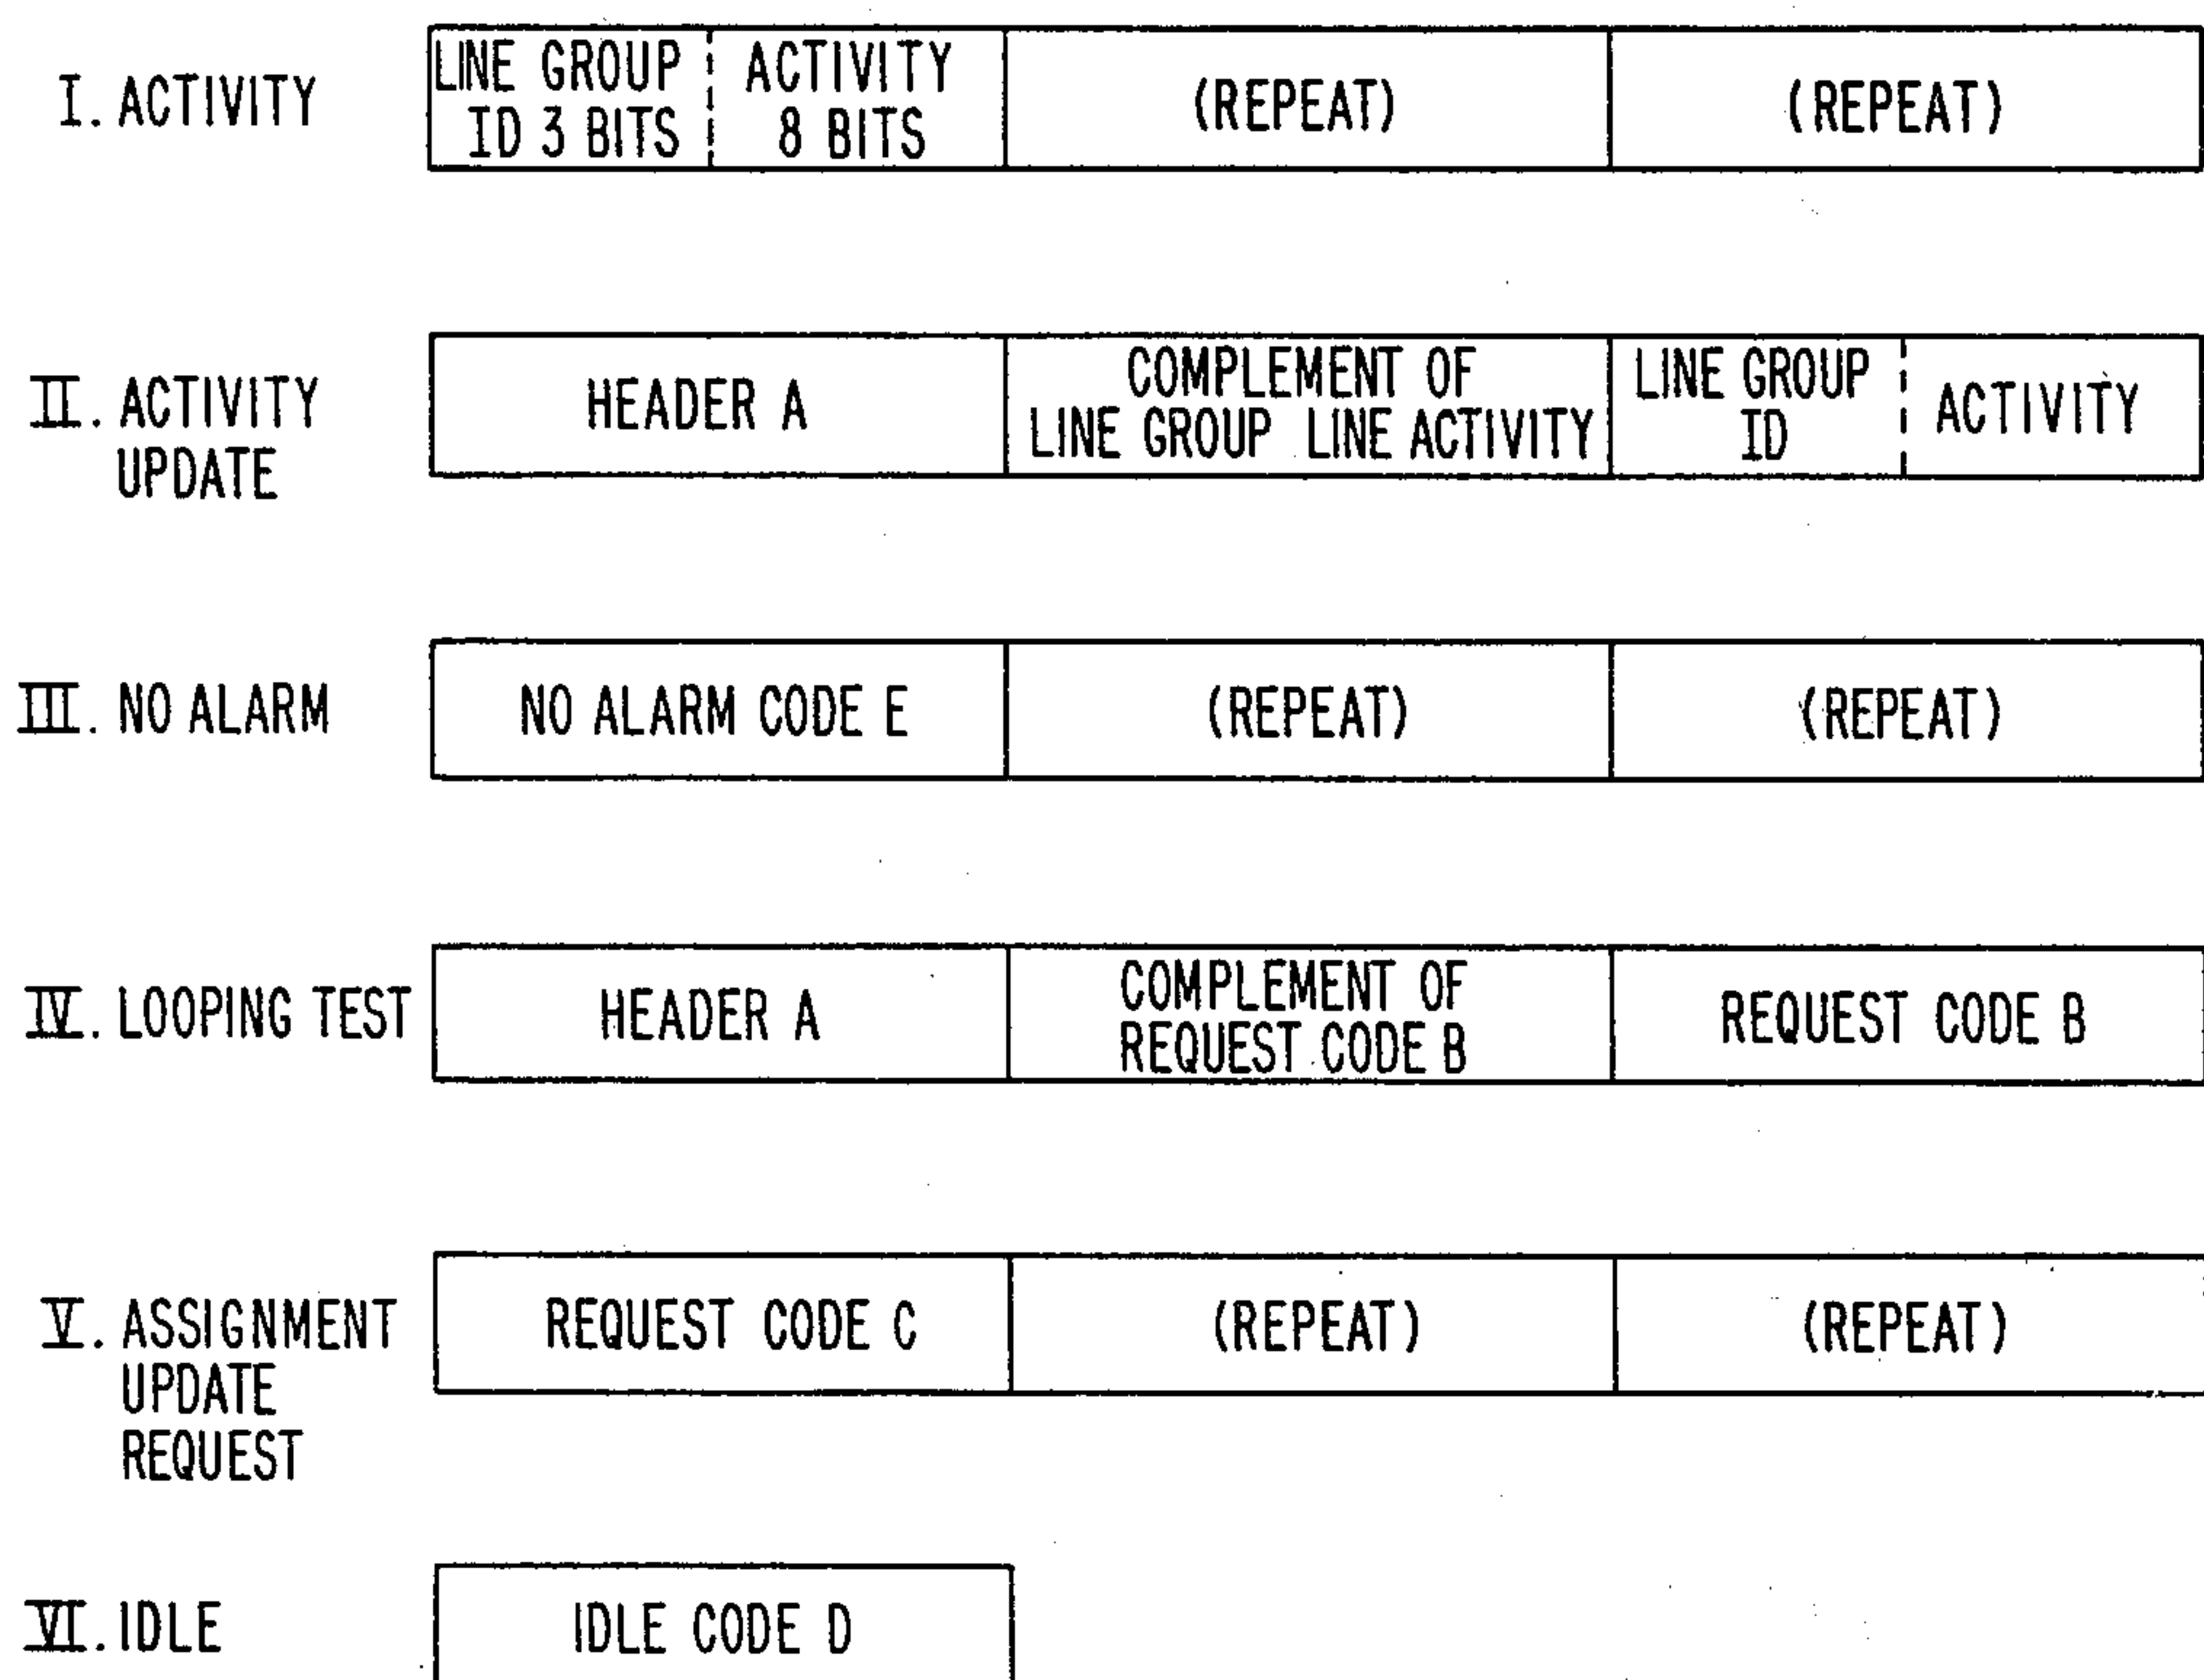 I. ACTIVITY
LINE GROUP ID 3 BITS
ACTIVITY 8 BITS
(REPEAT)
(REPEAT)
II. ACTIVITY UPDATE
HEADER A
COMPLEMENT OF
LINE GROUP LINE ACTIVITY
LINE GROUP ID
ACTIVITY
III. NO ALARM
NO ALARM CODE E
(REPEAT)
(REPEAT)
IV. LOOPING TEST
HEADER A
COMPLEMENT OF
REQUEST CODE B
REQUEST CODE B
V. ASSIGNMENT
UPDATE
REQUEST
REQUEST CODE C
(REPEAT)
(REPEAT)
VI. IDLE
IDLE CODE D